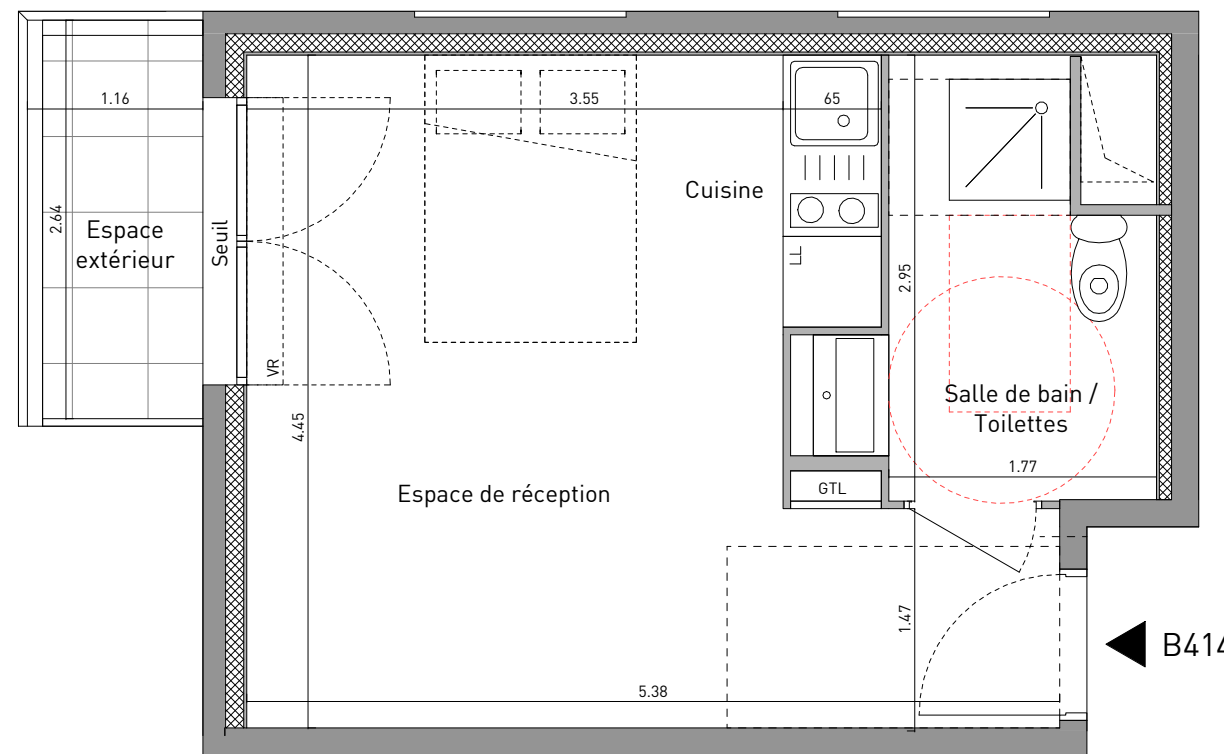 1.16
3.55
65
Cuisine
2.64
Espace
extérieur
Seuil
LL
2.95
VR
4.45
Salle de bain /
Toilettes
1.77
GTL
Espace de réception
1.47
B414
5.38